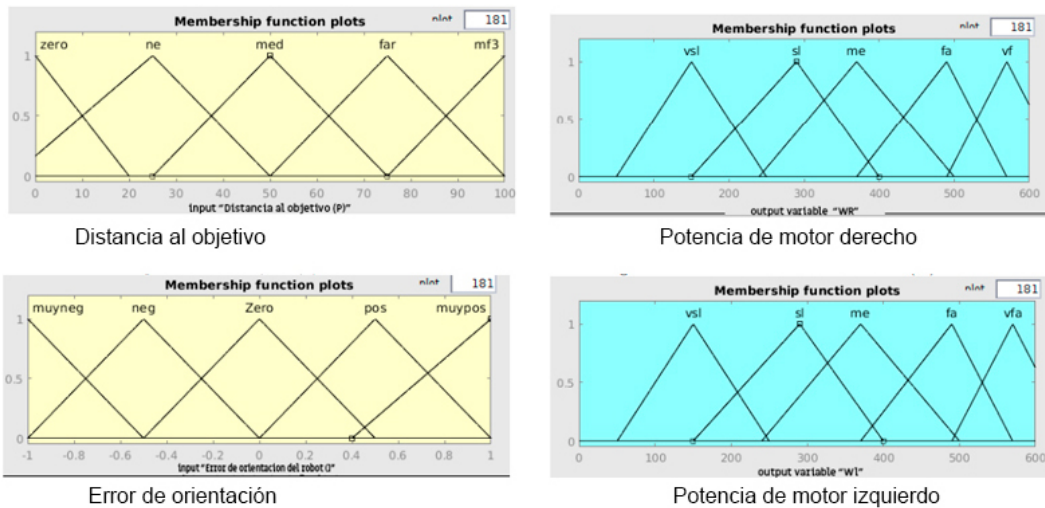 Membership function plots
plot 181
zero ne med far mf3
1
0.5
0
0 10 20 30 40 50 60 70 80 90 100
input "Distancia al objetivo (P)"
Distancia al objetivo
Membership function plots
plot 181
vsl sl me fa vf
1
0.5
0
100 200 300 400 500 600
output variable "WR"
Potencia de motor derecho
Membership function plots
plot 181
muyneg neg Zero pos muypos
1
0.5
0
-1 -0.8 -0.6 -0.4 -0.2 0 0.2 0.4 0.6 0.8 1
input "Error de orientacion del robot ()"
Error de orientación
Membership function plots
plot 181
vsl sl me fa vfa
1
0.5
0
0 100 200 300 400 500 600
output variable "Wl"
Potencia de motor izquierdo